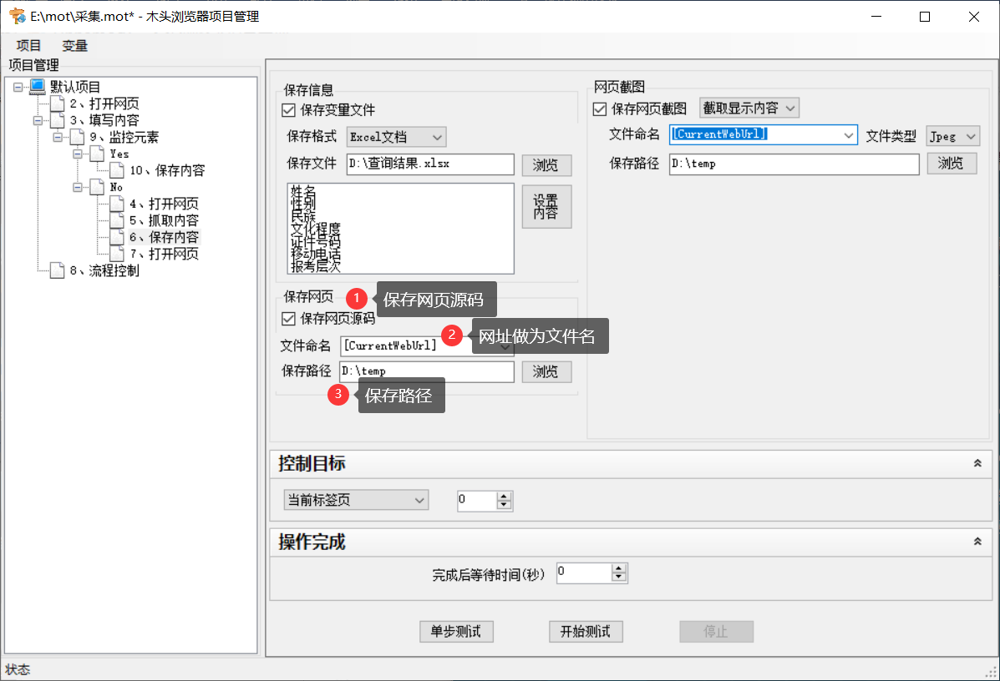 E:\mot\采集.mot* - 木头浏览器项目管理
项目 变量
项目管理
默认项目
2、打开网页
3、填写内容
9、监控元素
Yes
10、保存内容
No
4、打开网页
5、抓取内容
6、保存内容
7、打开网页
8、流程控制
保存信息
保存变量文件
保存格式 Excel文档
保存文件 D:\查询结果.xlsx 浏览
姓名
性别
民族
文化程度
证件号码
移动电话
报考层次
设置
内容
保存网页 1 保存网页源码
保存网页源码
文件命名 [CurrentWebUrl] 2 网址做为文件名
保存路径 D:\temp 浏览
3 保存路径
网页截图
保存网页截图 截取显示内容
文件命名 [CurrentWebUrl] 文件类型 Jpeg
保存路径 D:\temp 浏览
控制目标
当前标签页 0
操作完成
完成后等待时间(秒) 0
单步测试 开始测试 停止
状态